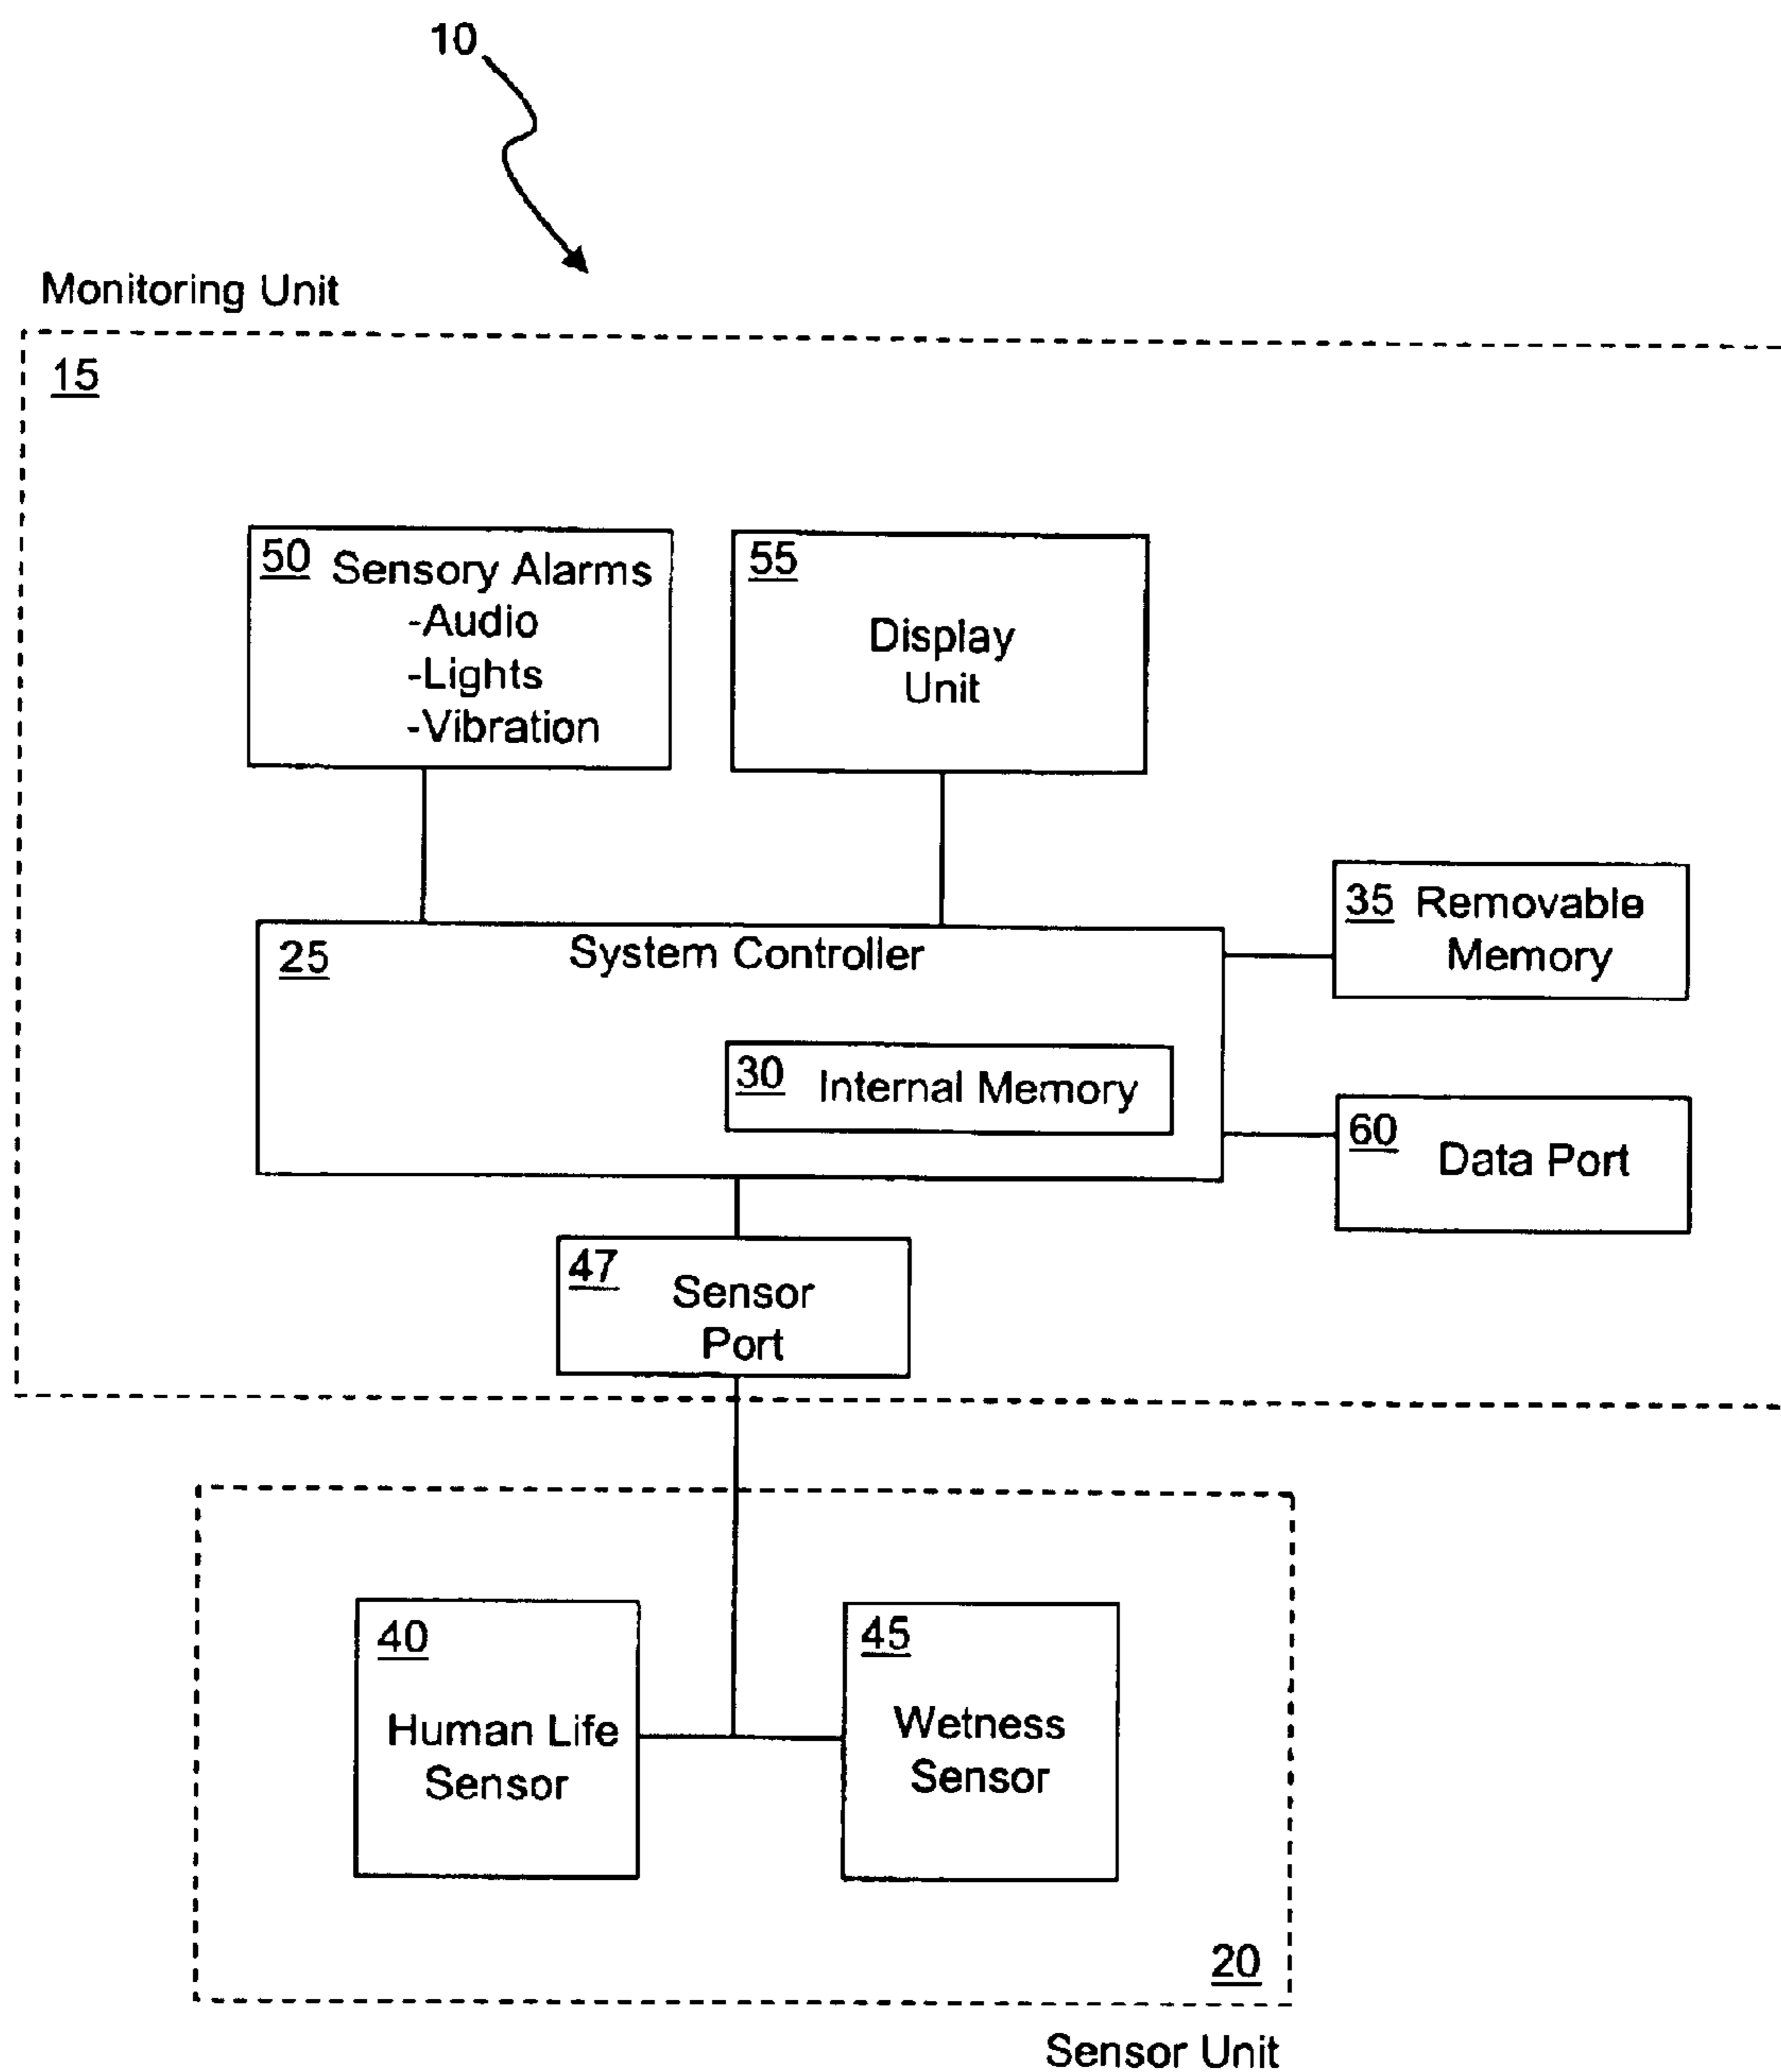 10
Monitoring Unit
15
50 Sensory Alarms
-Audio
-Lights
-Vibration
55
Display
Unit
35 Removable
Memory
25 System Controller
30 Internal Memory
60 Data Port
47
Sensor
Port
40
Human Life
Sensor
45
Wetness
Sensor
20
Sensor Unit